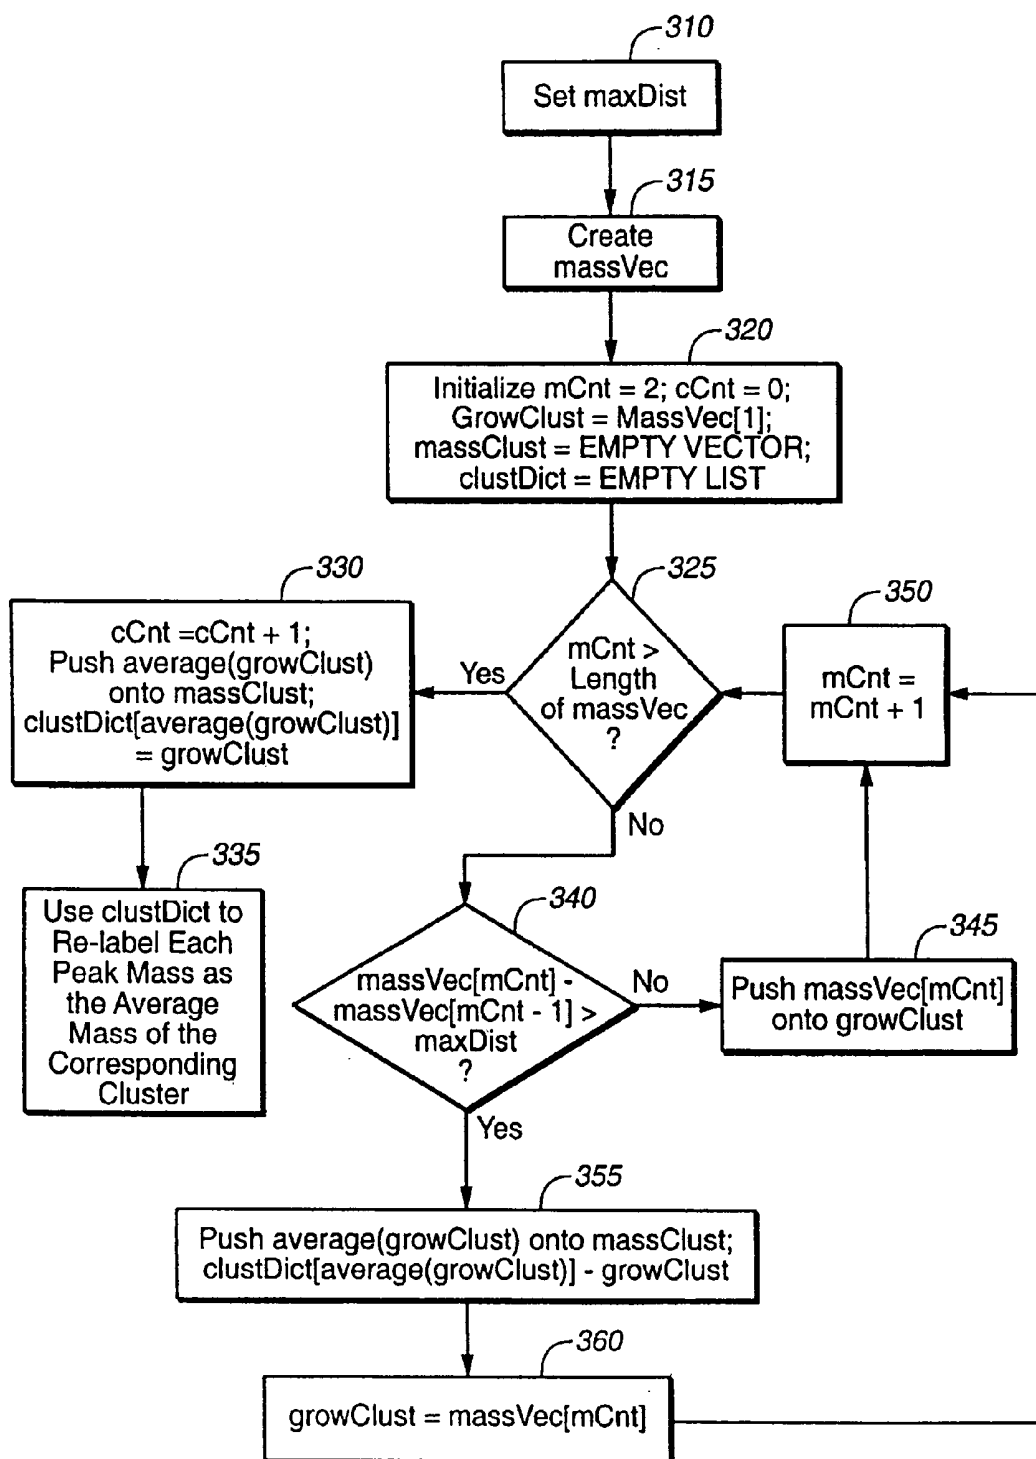 310
Set maxDist
315
Create
massVec
320
Initialize mCnt = 2; cCnt = 0;
GrowClust = MassVec[1];
massClust = EMPTY VECTOR;
clustDict = EMPTY LIST
325
mCnt >
Length
of massVec
?
Yes
No
330
cCnt =cCnt + 1;
Push average(growClust)
onto massClust;
clustDict[average(growClust)]
= growClust
350
mCnt =
mCnt + 1
335
Use clustDict to
Re-label Each
Peak Mass as
the Average
Mass of the
Corresponding
Cluster
340
massVec[mCnt] -
massVec[mCnt - 1] >
maxDist
?
No
Yes
345
Push massVec[mCnt]
onto growClust
355
Push average(growClust) onto massClust;
clustDict[average(growClust)] - growClust
360
growClust = massVec[mCnt]